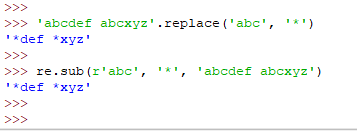 >>>
>>> 'abcdef abcxyz'.replace('abc', '*')
'*def *xyz'
>>>
>>> re.sub(r'abc', '*', 'abcdef abcxyz')
'*def *xyz'
>>>
>>>